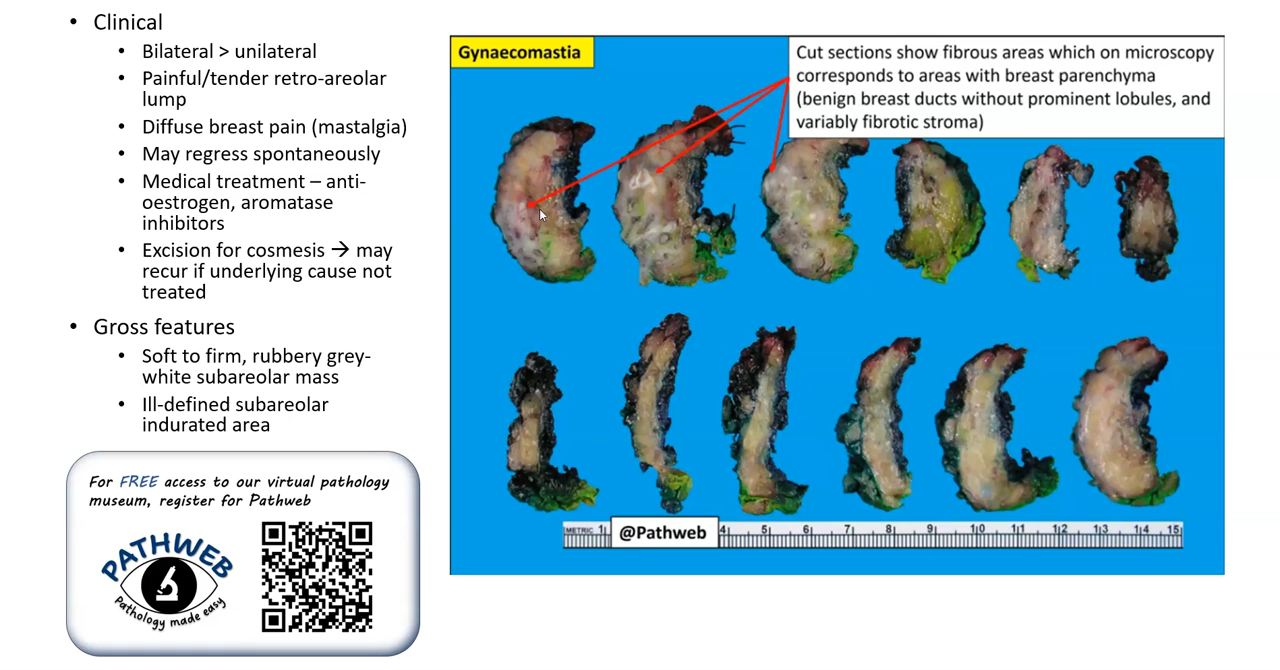 • Clinical
• Bilateral > unilateral
• Painful/tender retro-areolar
lump
• Diffuse breast pain (mastalgia)
• May regress spontaneously
• Medical treatment – anti-
oestrogen, aromatase
inhibitors
• Excision for cosmesis → may
recur if underlying cause not
treated
• Gross features
• Soft to firm, rubbery grey-
white subareolar mass
• Ill-defined subareolar
indurated area
For FREE access to our virtual pathology
museum, register for Pathweb
PATHWEB
Pathology made easy
Gynaecomastia
Cut sections show fibrous areas which on microscopy
corresponds to areas with breast parenchyma
(benign breast ducts without prominent lobules, and
variably fibrotic stroma)
METRIC 1 @Pathweb 4 5 6 7 8 9 10 11 12 13 14 15